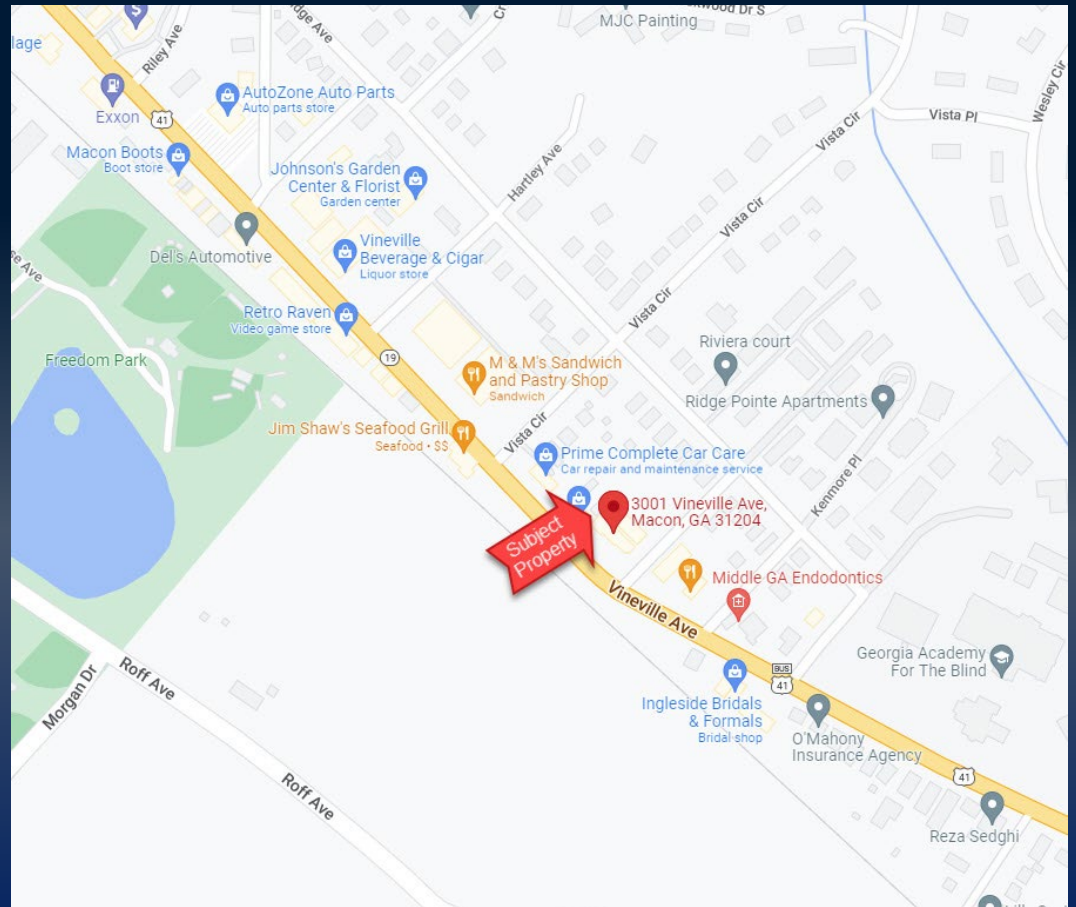 MJC Painting
Riley Ave
AutoZone Auto Parts
Auto parts store
Exxon
41
Macon Boots
Boot store
Johnson's Garden
Center & Florist
Garden center
Hartley Ave
Vista Cir
Vista Pl
Wesley Cir
Vista Cir
Del's Automotive
Vineville
Beverage & Cigar
Liquor store
Retro Raven
Video game store
Vista Cir
Freedom Park
19
M & M's Sandwich
and Pastry Shop
Sandwich
Riviera court
Ridge Pointe Apartments
Jim Shaw's Seafood Grill
Seafood • $$
Vista Cir
Prime Complete Car Care
Car repair and maintenance service
Kenmore Pl
3001 Vineville Ave,
Macon, GA 31204
Subject
Property
Middle GA Endodontics
Vineville Ave
Georgia Academy
For The Blind
BUS
41
Roff Ave
Morgan Dr
Ingleside Bridals
& Formals
Bridal shop
O'Mahony
Insurance Agency
41
Roff Ave
Reza Sedghi